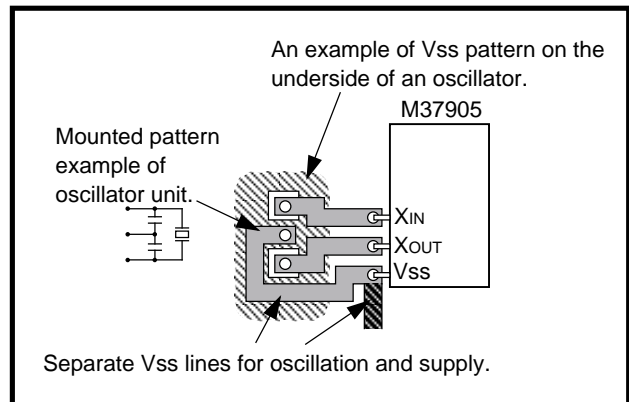 An example of Vss pattern on the
underside of an oscillator.
M37905
Mounted pattern
example of
oscillator unit.
XIN
XOUT
Vss
Separate Vss lines for oscillation and supply.